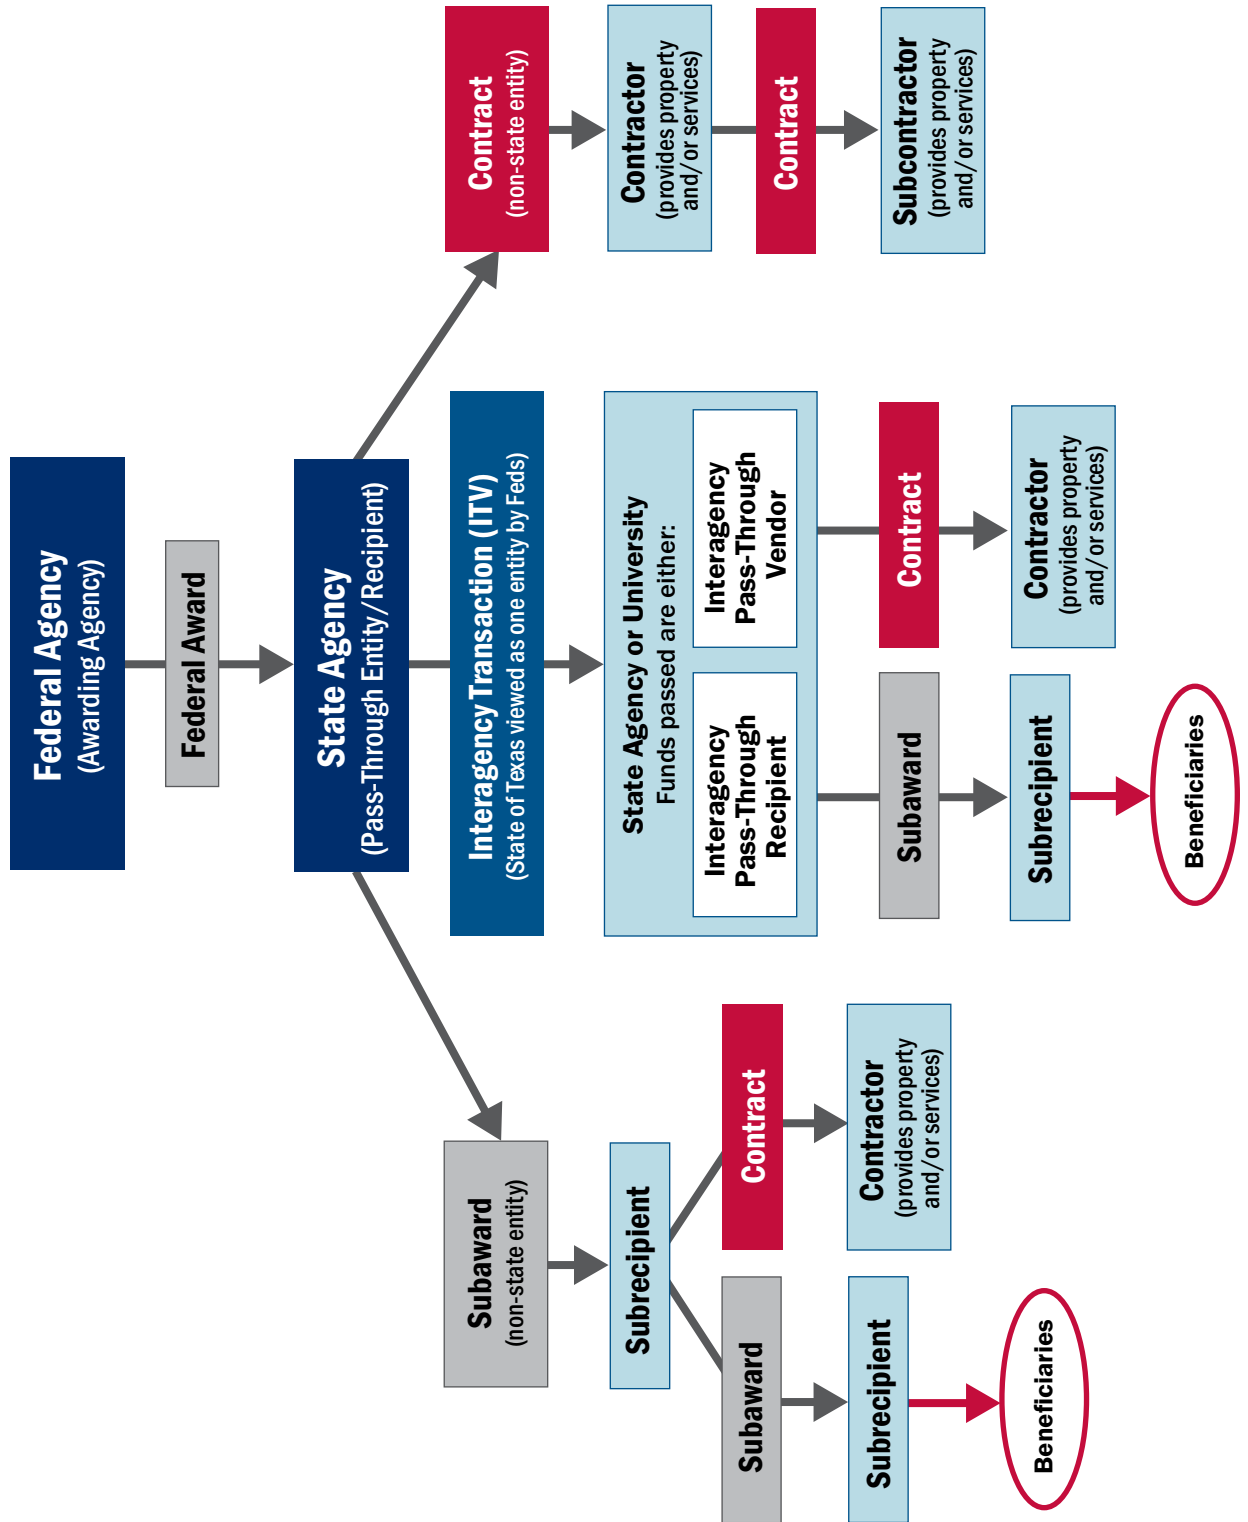 Federal Agency
(Awarding Agency)
Federal Award
State Agency
(Pass-Through Entity/Recipient)
Subaward
(non-state entity)
Subrecipient
Subaward
Subrecipient
Beneficiaries
Contract
Contractor
(provides property
and/or services)
Interagency Transaction (ITV)
(State of Texas viewed as one entity by Feds)
State Agency or University
Funds passed are either:
Interagency
Pass-Through
Recipient
Interagency
Pass-Through
Vendor
Subaward
Subrecipient
Beneficiaries
Contract
Contractor
(provides property
and/or services)
Contract
(non-state entity)
Contractor
(provides property
and/or services)
Contract
Subcontractor
(provides property
and/or services)